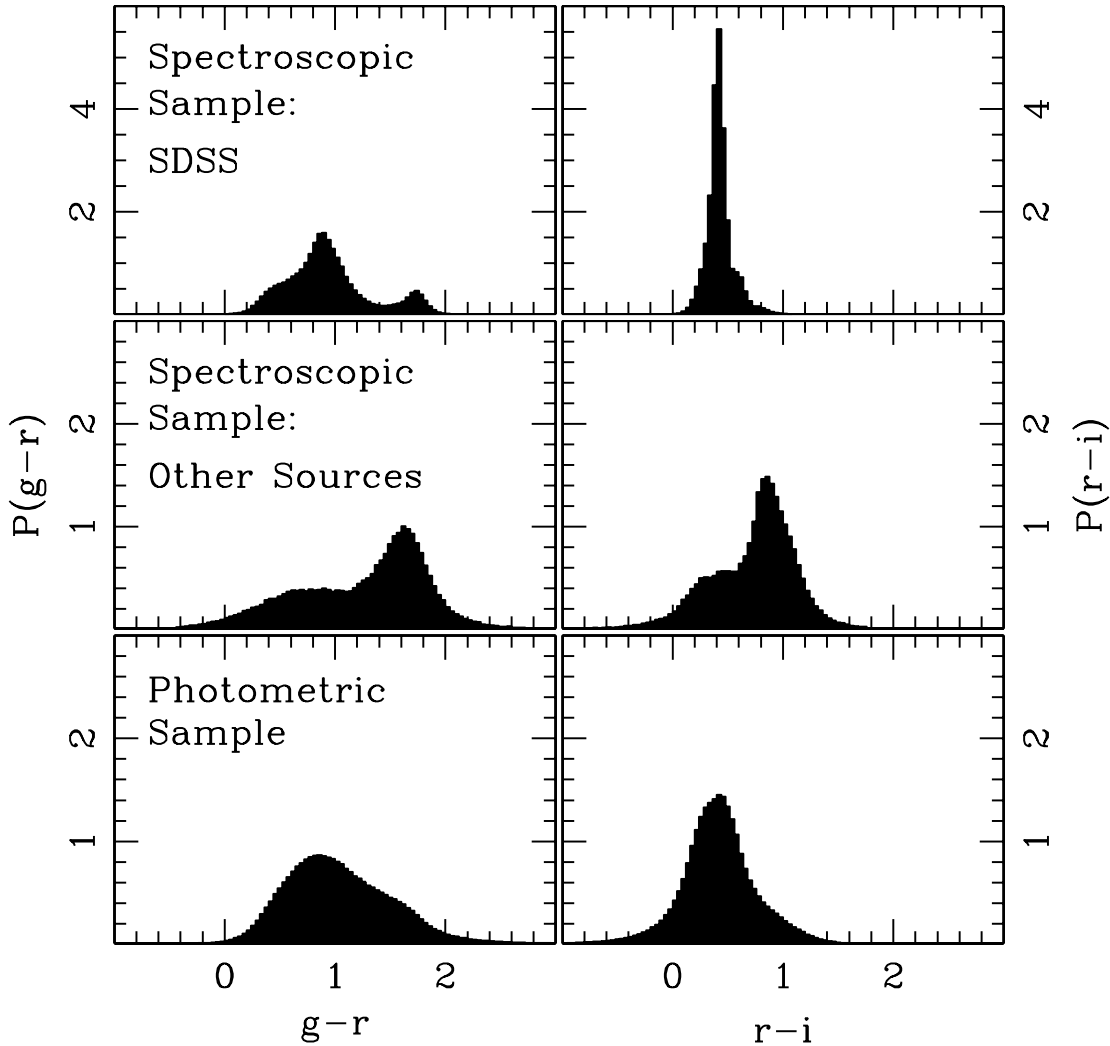 Spectroscopic
Sample:
SDSS
4
2
4
2
Spectroscopic
Sample:
Other Sources
2
1
2
1
P(g-r)
P(r-i)
Photometric
Sample
2
1
2
1
0 1 2
0 1 2
g-r
r-i